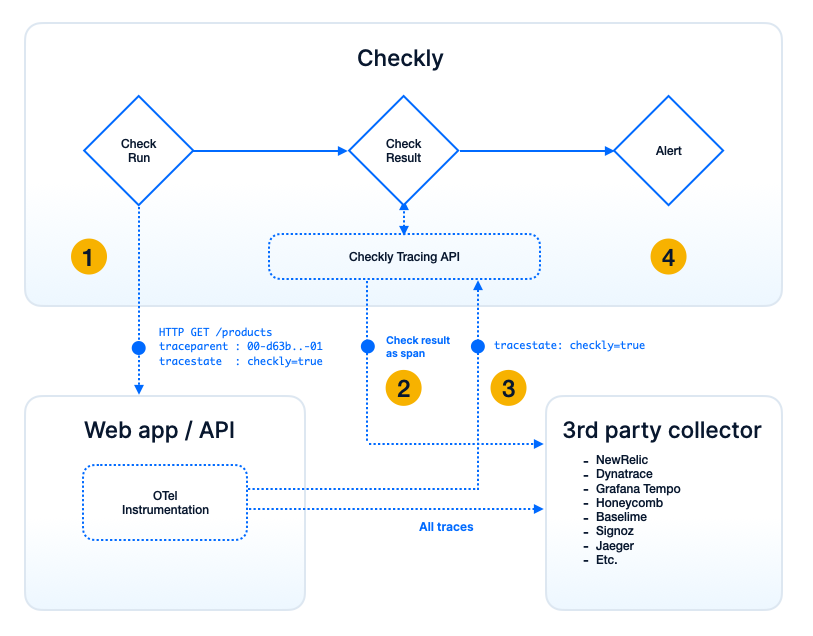 Checkly
Check
Run
Check
Result
Alert
1
Checkly Tracing API
4
HTTP GET /products
traceparent : 00-d63b..-01
tracestate  : checkly=true
Check result
as span
2
tracestate: checkly=true
3
Web app / API
OTel
Instrumentation
All traces
3rd party collector
- NewRelic
- Dynatrace
- Grafana Tempo
- Honeycomb
- Baselime
- Signoz
- Jaeger
- Etc.